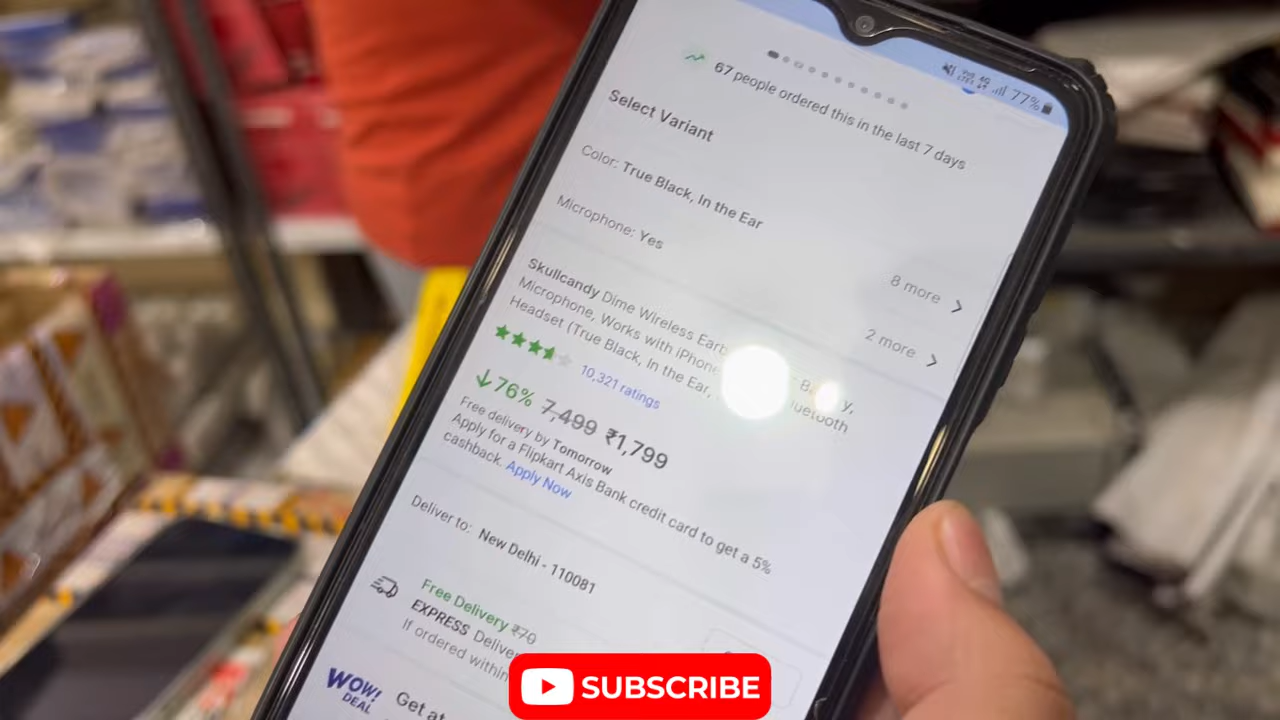 77%
67 people ordered this in the last 7 days
Select Variant
Color: True Black, In the Ear
8 more
Microphone: Yes
2 more
Skullcandy Dime Wireless
Microphone, Works with iPhone
Headset (True Black, In the Ear,
10,321 ratings
↓76% 7,499 ₹1,799
Free delivery by Tomorrow
Apply for a Flipkart Axis Bank credit card to get a 5%
cashback. Apply Now
Deliver to: New Delhi - 110081
Free Delivery ₹70
EXPRESS
If ordered within
WOW!
DEAL
Get at
SUBSCRIBE